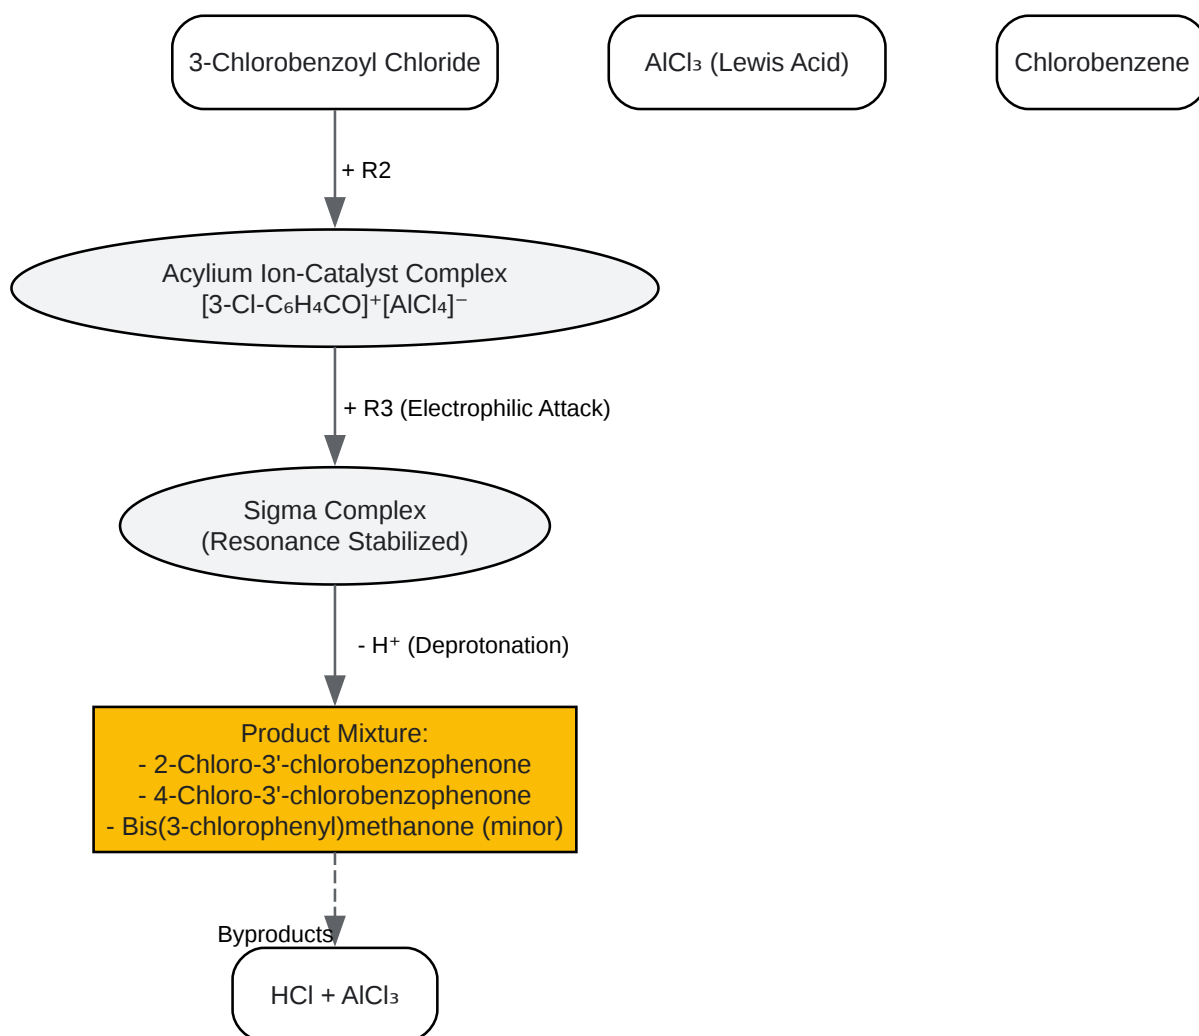 3-Chlorobenzoyl Chloride
AlCl₃ (Lewis Acid)
Chlorobenzene
+ R2
Acylium Ion-Catalyst Complex
[3-Cl-C₆H₄CO]⁺[AlCl₄]⁻
+ R3 (Electrophilic Attack)
Sigma Complex
(Resonance Stabilized)
- H⁺ (Deprotonation)
Product Mixture:
- 2-Chloro-3'-chlorobenzophenone
- 4-Chloro-3'-chlorobenzophenone
- Bis(3-chlorophenyl)methanone (minor)
Byproducts
HCl + AlCl₃